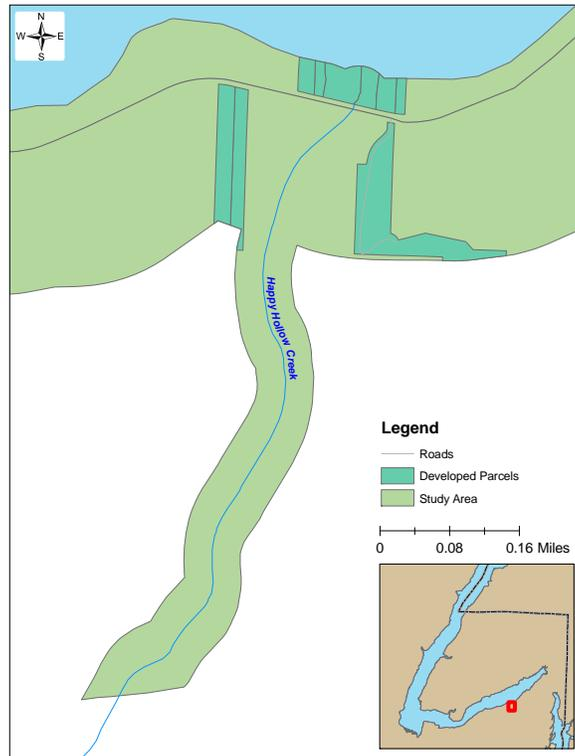 N
W E
S
Happy Hollow Creek
Legend
Roads
Developed Parcels
Study Area
0 0.08 0.16 Miles